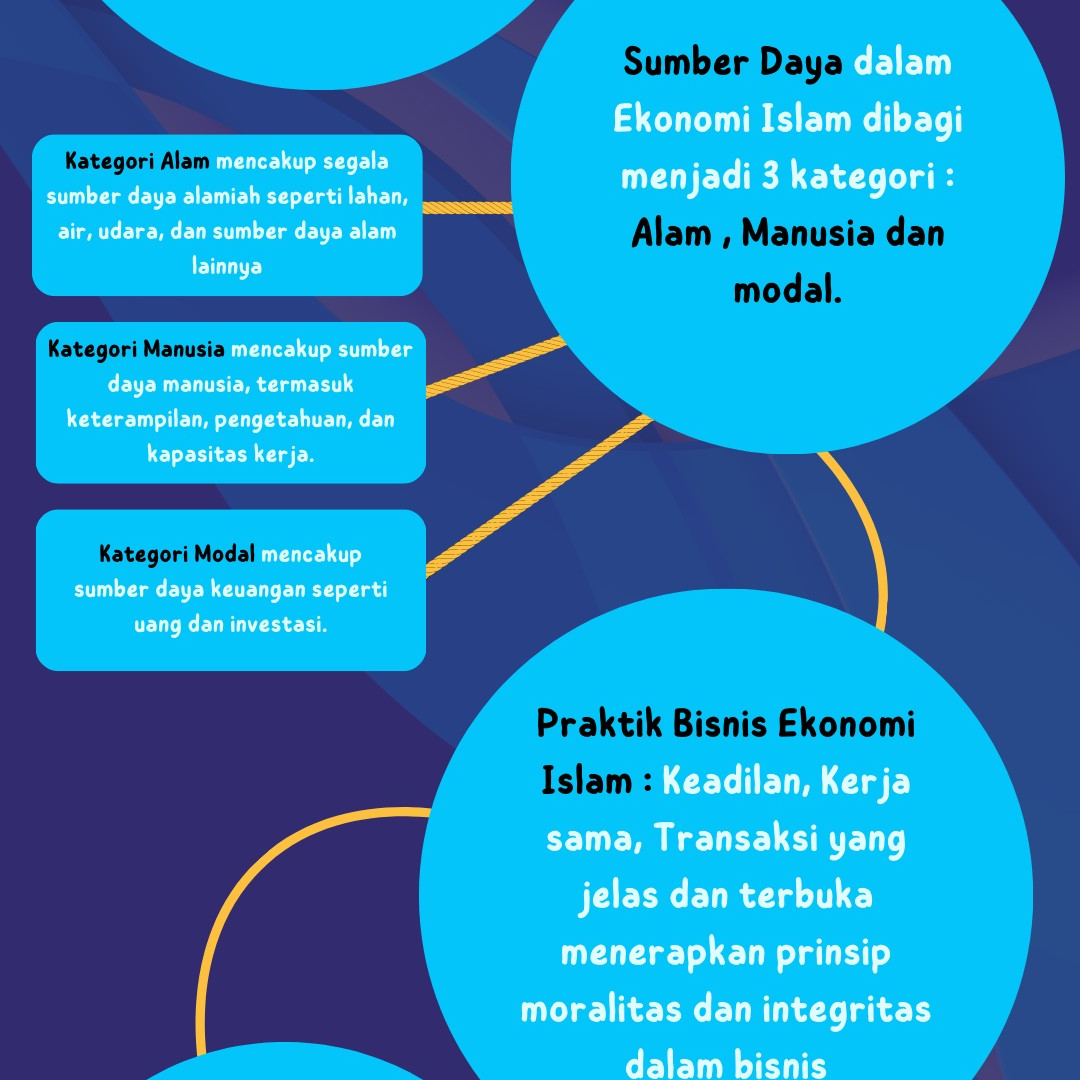 Sumber Daya dalam
Ekonomi Islam dibagi
menjadi 3 kategori :
Alam , Manusia dan
modal.
Kategori Alam mencakup segala
sumber daya alamiah seperti lahan,
air, udara, dan sumber daya alam
lainnya
Kategori Manusia mencakup sumber
daya manusia, termasuk
keterampilan, pengetahuan, dan
kapasitas kerja.
Kategori Modal mencakup
sumber daya keuangan seperti
uang dan investasi.
Praktik Bisnis Ekonomi
Islam : Keadilan, Kerja
sama, Transaksi yang
jelas dan terbuka
menerapkan prinsip
moralitas dan integritas
dalam bisnis